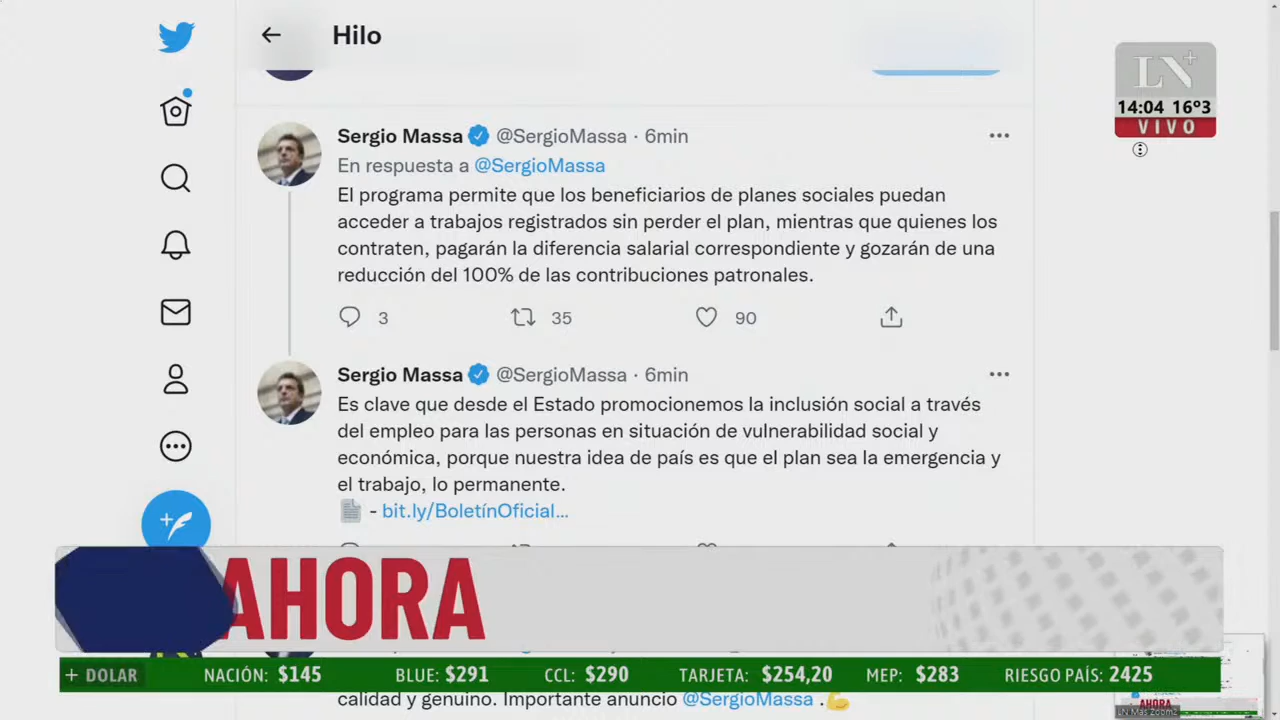 Hilo
LN+
14:04 16º3
VIVO
Sergio Massa @SergioMassa · 6min
En respuesta a @SergioMassa
El programa permite que los beneficiarios de planes sociales puedan
acceder a trabajos registrados sin perder el plan, mientras que quienes los
contraten, pagarán la diferencia salarial correspondiente y gozarán de una
reducción del 100% de las contribuciones patronales.
3 35 90
Sergio Massa @SergioMassa · 6min
Es clave que desde el Estado promocionemos la inclusión social a través
del empleo para las personas en situación de vulnerabilidad social y
económica, porque nuestra idea de país es que el plan sea la emergencia y
el trabajo, lo permanente.
- bit.ly/BoletínOficial...
AHORA
+ DOLAR NACIÓN: $145 BLUE: $291 CCL: $290 TARJETA: $254,20 MEP: $283 RIESGO PAÍS: 2425
calidad y genuino. Importante anuncio @SergioMassa .
AHORA
LN Mas Zoom2